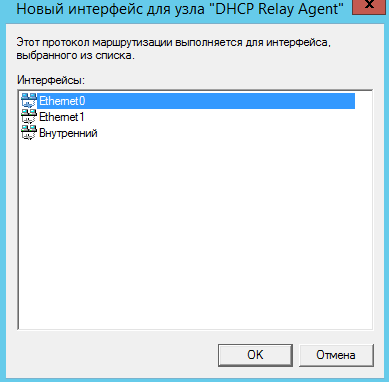 Новый интерфейс для узла "DHCP Relay Agent"
Этот протокол маршрутизации выполняется для интерфейса,
выбранного из списка.
Интерфейсы:
Ethernet0
Ethernet1
Внутренний
OK
Отмена